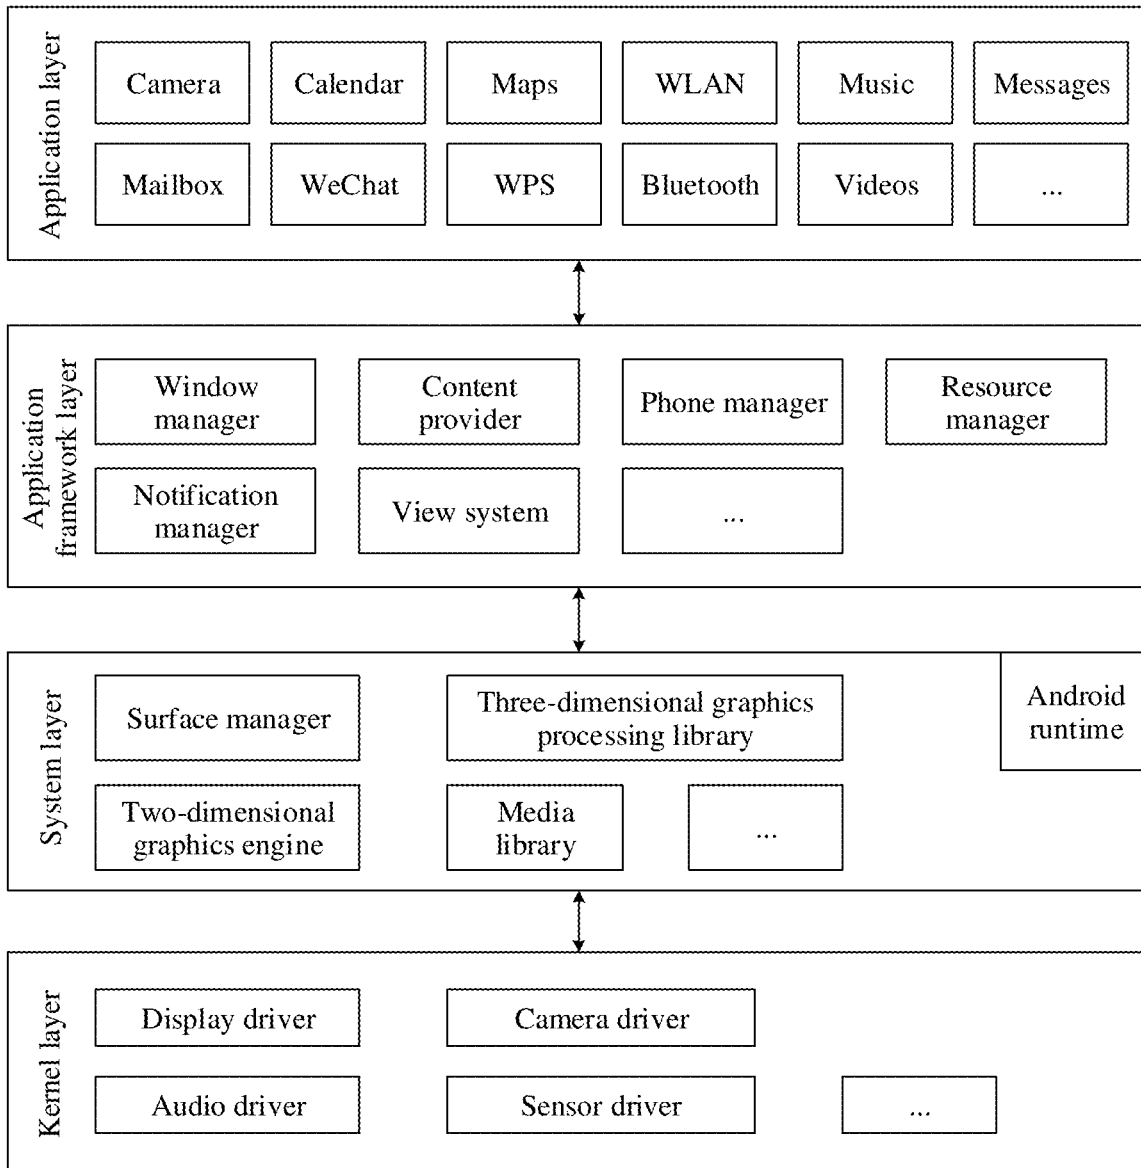 Application layer
Camera
Calendar
Maps
WLAN
Music
Messages
Mailbox
WeChat
WPS
Bluetooth
Videos
...
Application
framework layer
Window
manager
Content
provider
Phone manager
Resource
manager
Notification
manager
View system
...
System layer
Surface manager
Three-dimensional graphics
processing library
Android
runtime
Two-dimensional
graphics engine
Media
library
...
Kernel layer
Display driver
Camera driver
Audio driver
Sensor driver
...